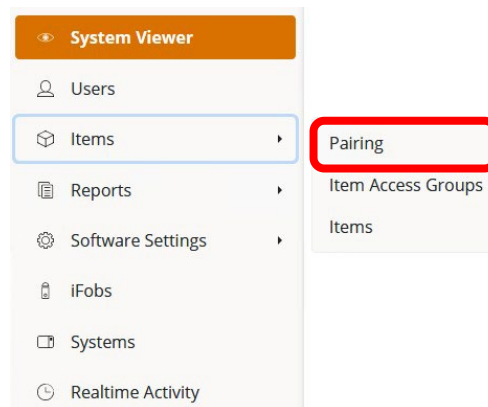 System Viewer
Users
Items
Reports
Software Settings
iFobs
Systems
Realtime Activity
Pairing
Item Access Groups
Items